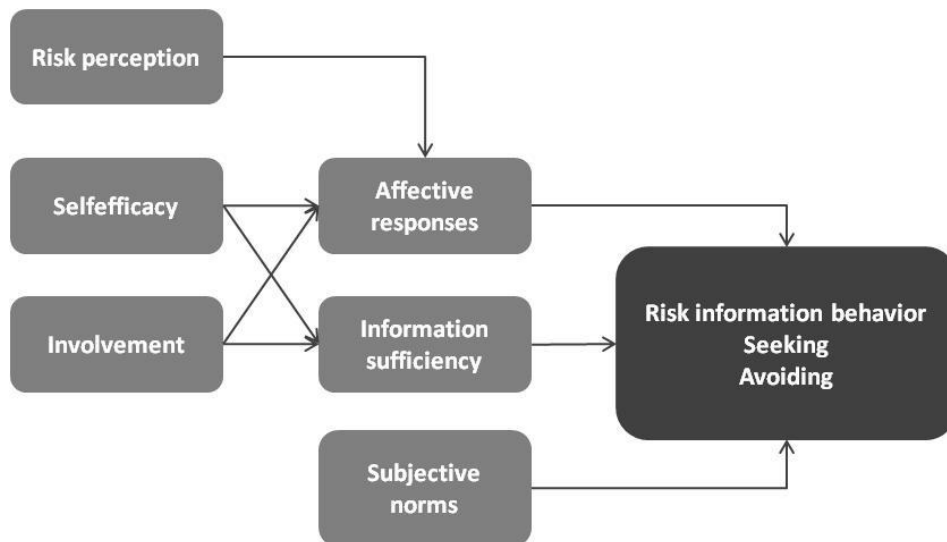 Risk perception
Selfefficacy
Involvement
Affective
responses
Information
sufficiency
Subjective
norms
Risk information behavior
Seeking
Avoiding